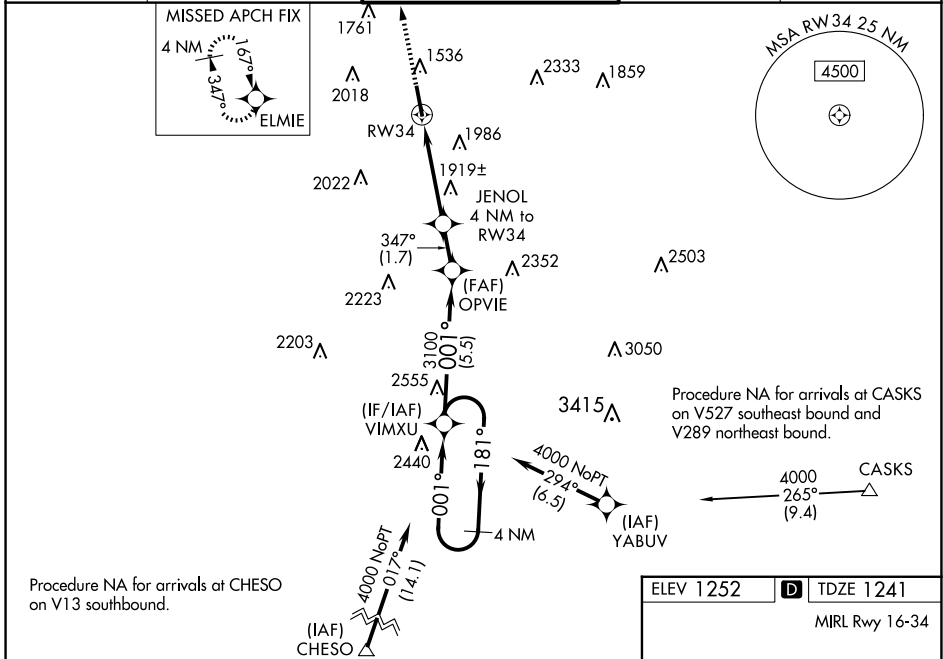 MISSED APCH FIX
4 NM
167°
347°
ELMIE
1761
1536
2018
2333
1859
RW34
1986
1919±
2022
JENOL
4 NM to
RW34
347°
(1.7)
2352
2503
(FAF)
OPVIE
2223
2203
3100
001°
(5.5)
3050
2555
(IF/IAF)
VIMXU
3415
2440
181°
001°
4 NM
4000 NoPT
294°
(6.5)
(IAF)
YABUV
4000
265°
(9.4)
CASKS
4000 NoPT
017°
(14.1)
(IAF)
CHESO
MSA RW34 25 NM
4500
Procedure NA for arrivals at CASKS
on V527 southeast bound and
V289 northeast bound.
Procedure NA for arrivals at CHESO
on V13 southbound.
ELEV 1252 D TDZE 1241
MIRL Rwy 16-34